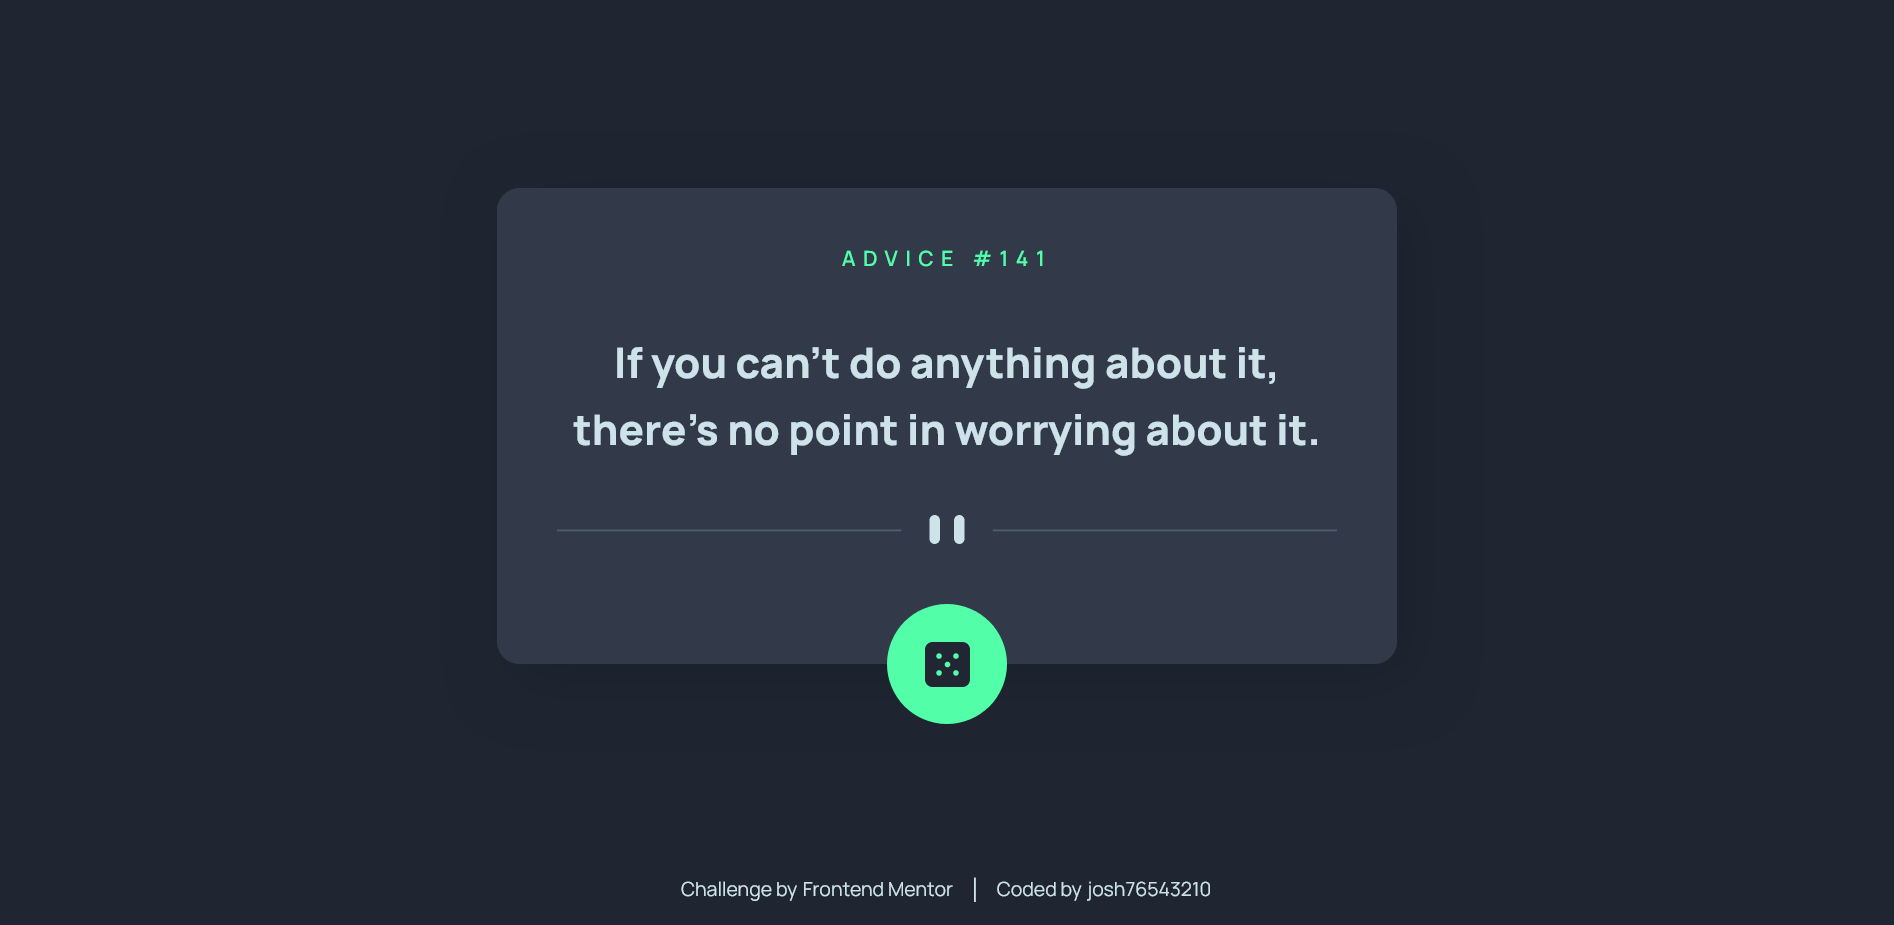 ADVICE #141
If you can’t do anything about it,
there’s no point in worrying about it.
Challenge by Frontend Mentor | Coded by josh76543210